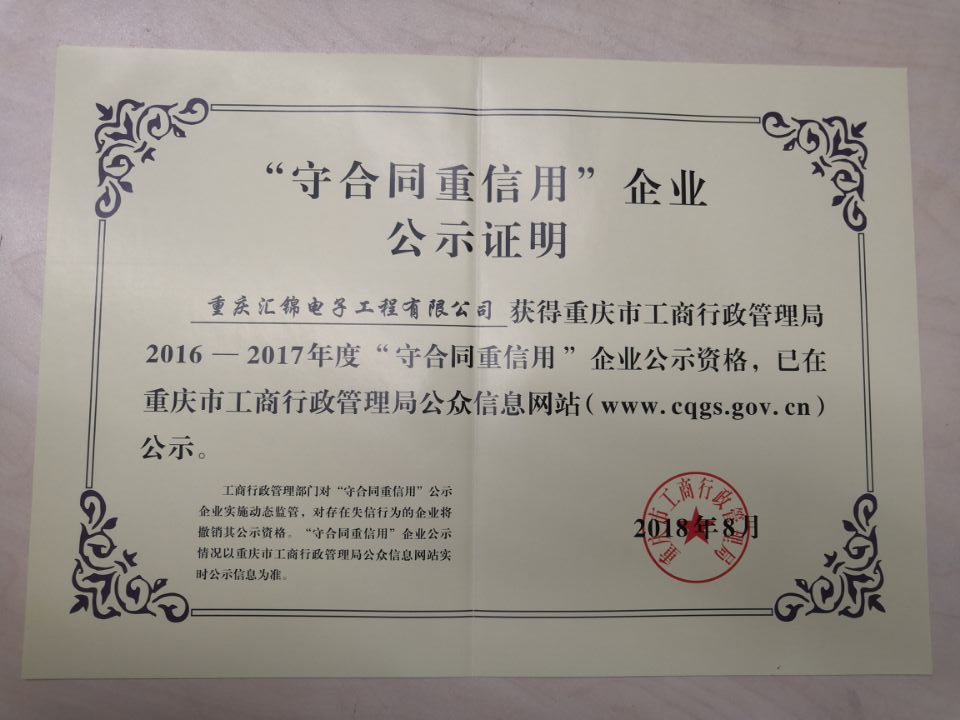 “守合同重信用”企业
公示证明
重庆汇锦电子工程有限公司 获得重庆市工商行政管理局
2016 — 2017年度“守合同重信用”企业公示资格，已在
重庆市工商行政管理局公众信息网站（www.cqgs.gov.cn）
公示。
工商行政管理部门对“守合同重信用”公示
企业实施动态监管，对存在失信行为的企业将
撤销其公示资格。“守合同重信用”企业公示
情况以重庆市工商行政管理局公众信息网站实
时公示信息为准。
重庆市工商行政管理局
2018年8月